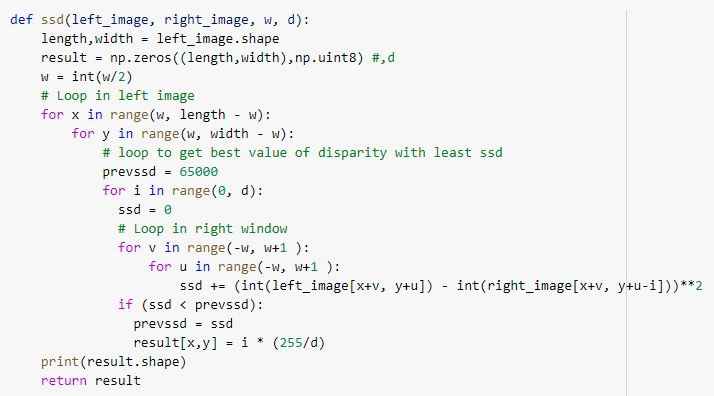 def ssd(left_image, right_image, w, d):
    length,width = left_image.shape
    result = np.zeros((length,width),np.uint8) #,d
    w = int(w/2)
    # Loop in left image
    for x in range(w, length - w):
        for y in range(w, width - w):
            # loop to get best value of disparity with least ssd
            prevssd = 65000
            for i in range(0, d):
              ssd = 0
              # Loop in right window
              for v in range(-w, w+1 ):
                  for u in range(-w, w+1 ):
                      ssd += (int(left_image[x+v, y+u]) - int(right_image[x+v, y+u-i]))**2
              if (ssd < prevssd):
                prevssd = ssd
                result[x,y] = i * (255/d)
    print(result.shape)
    return result